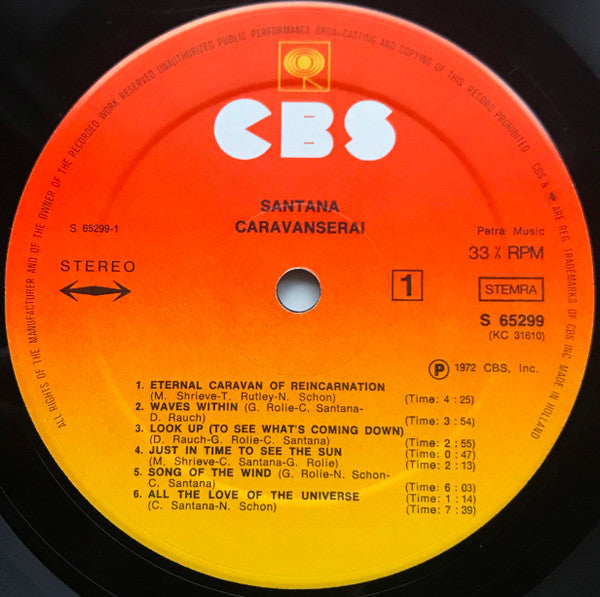 ALL RIGHTS OF THE MANUFACTURER AND OF THE OWNER OF THE RECORDED WORK RESERVED UNAUTHORIZED PUBLIC PERFORMANCE BROADCASTING AND COPYING OF THIS RECORD PROHIBITED CBS & ARE REG. TRADEMARKS OF CBS INC. MADE IN HOLLAND
CBS
SANTANA
CARAVANSERAI
S 65299-1
Petra Music
STEREO
33 ⅓ RPM
1
STEMRA
S 65299
(KC 31610)
Ⓟ 1972 CBS, Inc.
1. ETERNAL CARAVAN OF REINCARNATION
(M. Shrieve-T. Rutley-N. Schon) (Time: 4 : 25)
2. WAVES WITHIN (G. Rolie-C. Santana-
D. Rauch) (Time: 3 : 54)
3. LOOK UP (TO SEE WHAT'S COMING DOWN)
(D. Rauch-G. Rolie-C. Santana) (Time: 2 : 55)
4. JUST IN TIME TO SEE THE SUN (Time: 0 : 47)
(M. Shrieve-C. Santana-G. Rolie) (Time: 2 : 13)
5. SONG OF THE WIND (G. Rolie-N. Schon-
C. Santana) (Time: 6 : 03)
6. ALL THE LOVE OF THE UNIVERSE (Time: 1 : 14)
(C. Santana-N. Schon) (Time: 7 : 39)